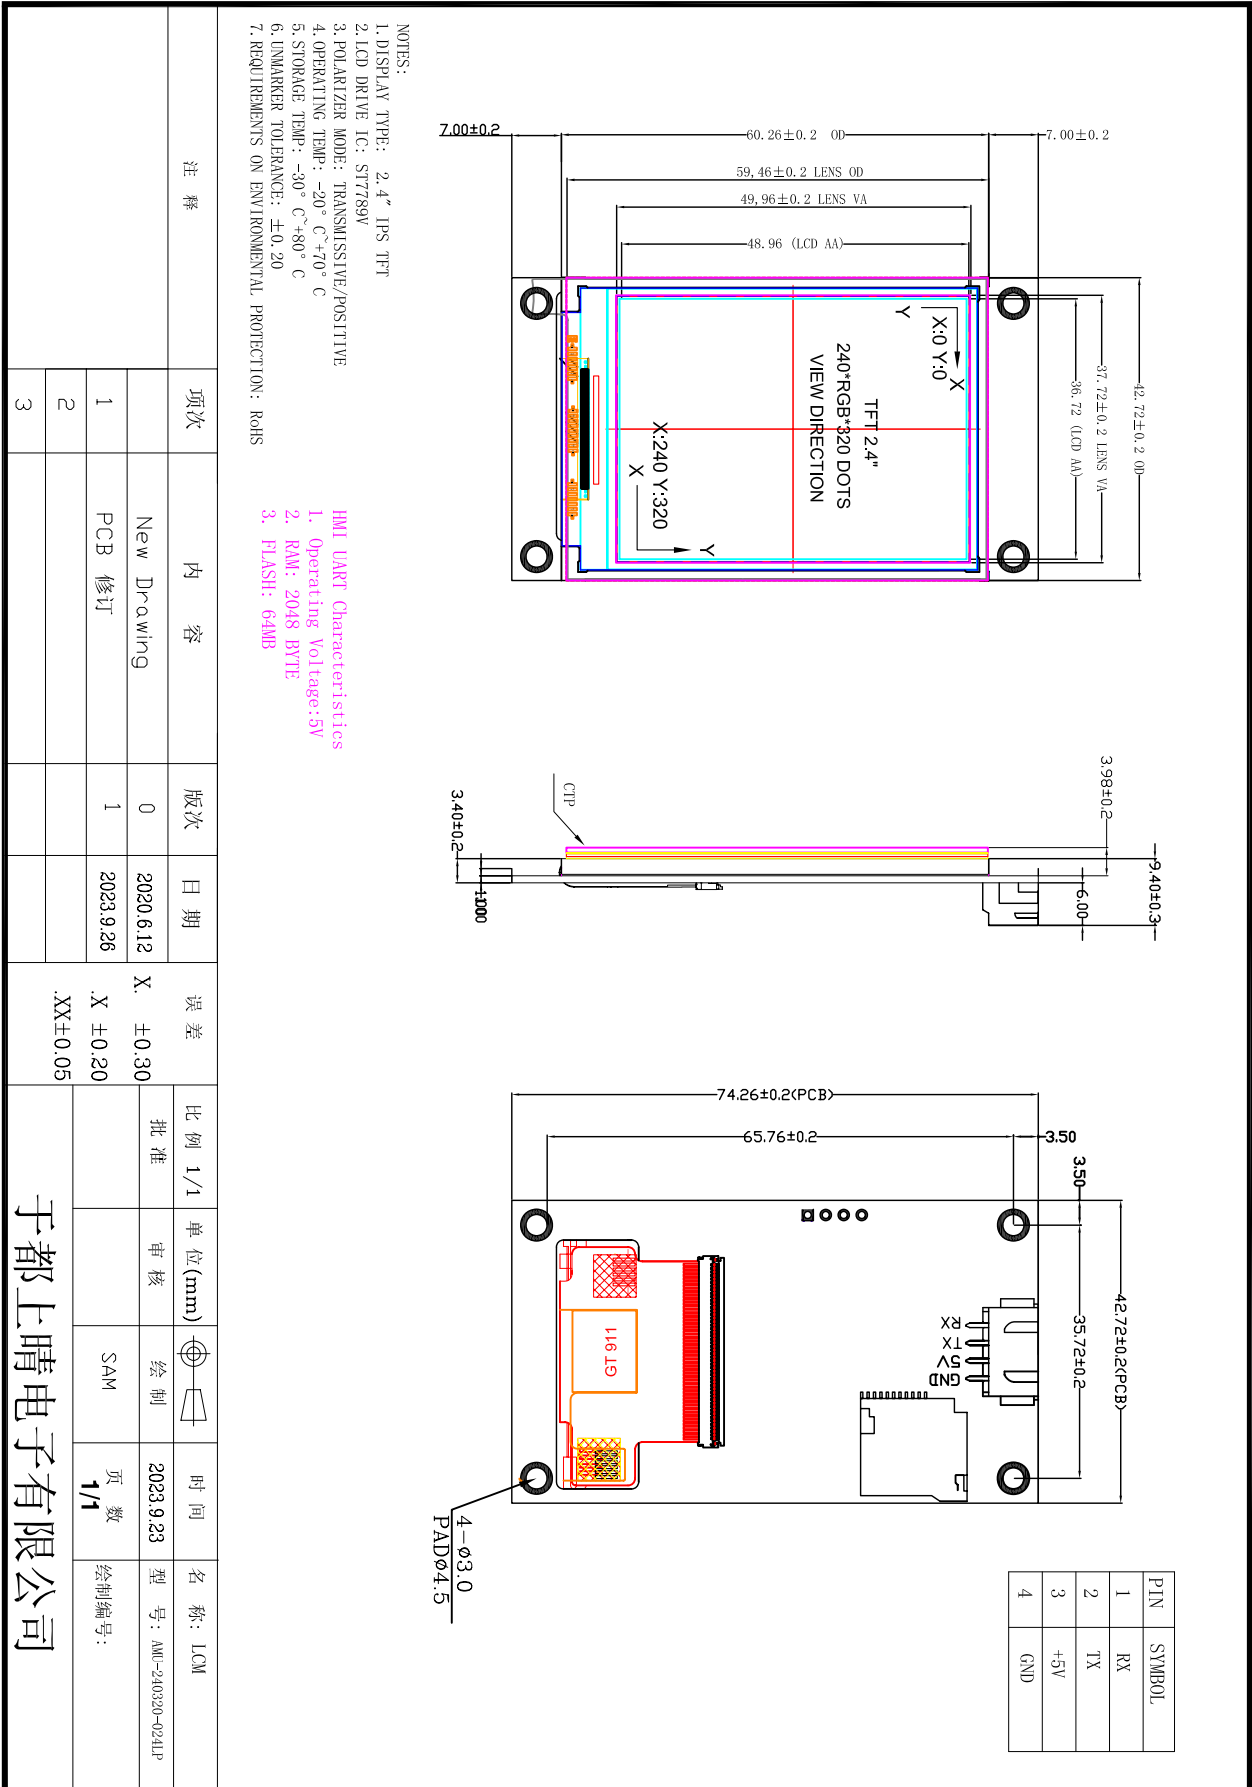 NOTES:
1. DISPLAY TYPE: 2.4" IPS TFT
2. LCD DRIVE IC: ST7789V
3. POLARIZER MODE: TRANSMISSIVE/POSITIVE
4. OPERATING TEMP: -20° C~+70° C
5. STORAGE TEMP: -30° C~+80° C
6. UNMARKER TOLERANCE: ±0.20
7. REQUIREMENTS ON ENVIRONMENTAL PROTECTION: RoHS
HMI UART Characteristics
1. Operating Voltage:5V
2. RAM: 2048 BYTE
3. FLASH: 64MB
7.00±0.2
60.26±0.2 OD
7.00±0.2
59,46±0.2 LENS OD
49,96±0.2 LENS VA
48.96 (LCD AA)
42.72±0.2 OD
37.72±0.2 LENS VA
36.72 (LCD AA)
X:0 Y:0
X
Y
TFT 2.4"
240*RGB*320 DOTS
VIEW DIRECTION
X:240 Y:320
X
Y
3.98±0.2
9.40±0.3
6.00
CTP
3.40±0.2
74.26±0.2(PCB)
65.76±0.2
3.50
3.50
42.72±0.2(PCB)
35.72±0.2
RX
TX
5V
GND
GT 911
4-ø3.0
PADø4.5
PIN SYMBOL
1 RX
2 TX
3 +5V
4 GND
注 释
项次 内 容 版次 日 期
New Drawing 0 2020.6.12
1 PCB 修订 1 2023.9.26
2
3
误 差
X. ±0.30
.X ±0.20
.XX±0.05
比 例 1/1 单 位(mm) 时 间 名 称: LCM
批 准 审 核 绘 制 2023.9.23 型 号: AMU-240320-024LP
SAM 页 数 绘制编号:
1/1
于都上晴电子有限公司